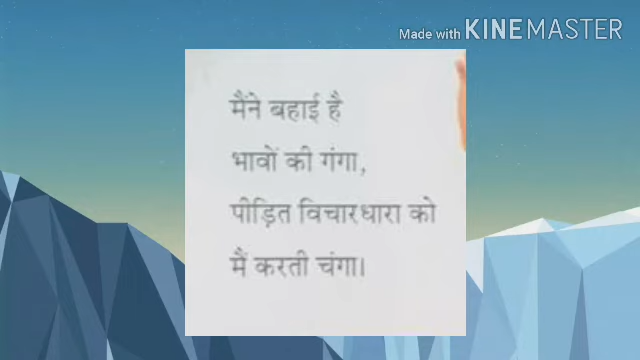 Made with KINEMASTER
मैंने बहाई है
भावों की गंगा,
पीड़ित विचारधारा को
मैं करती चंगा।